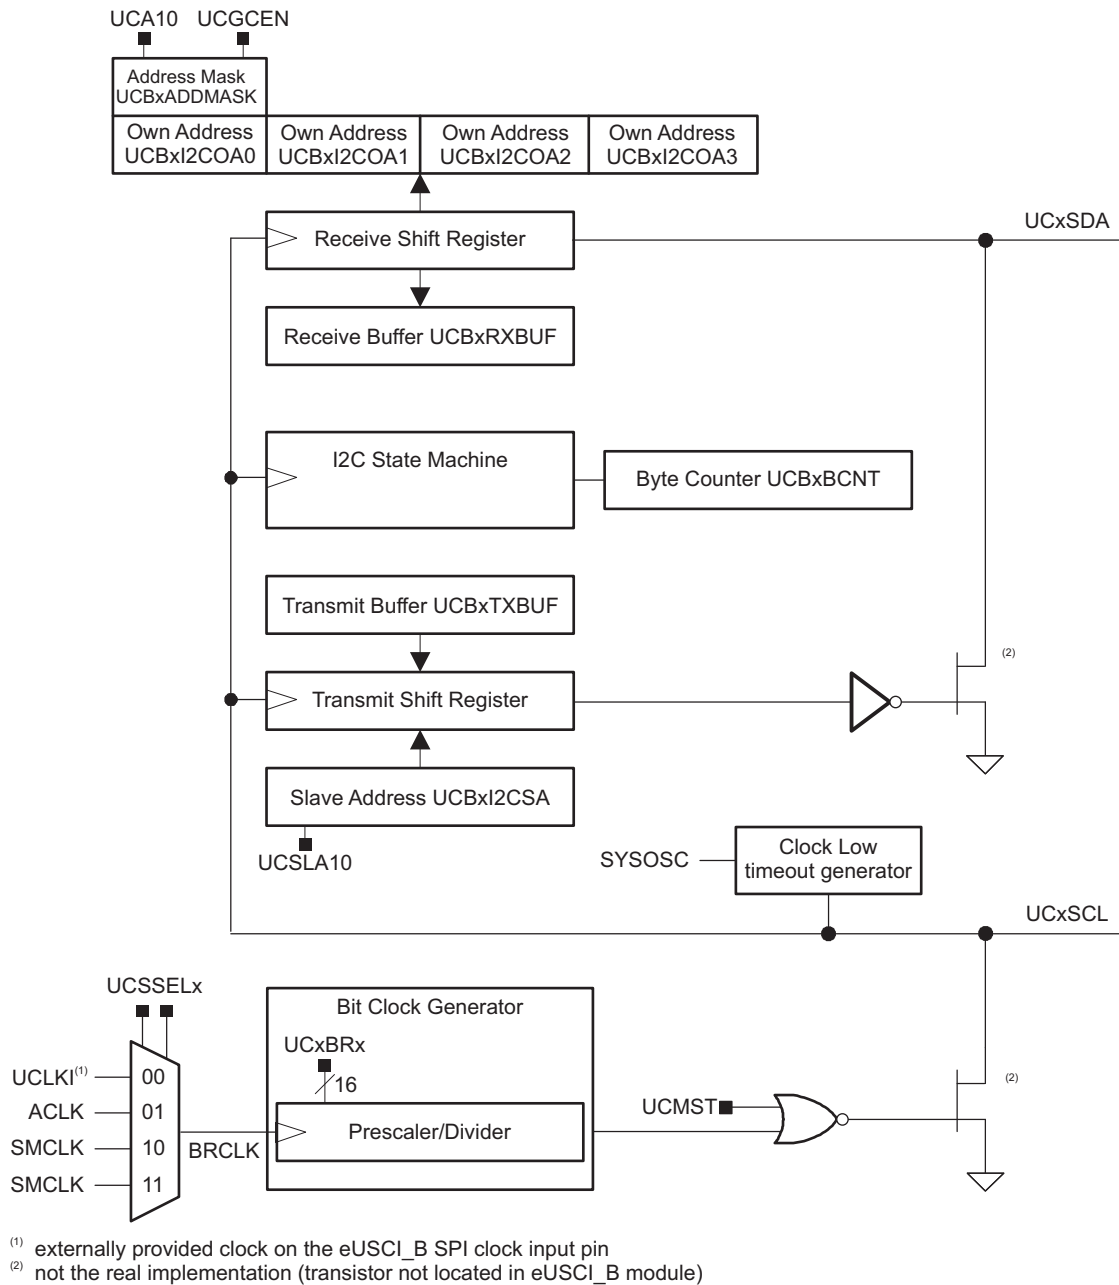 UCA10 UCGCEN
Address Mask
UCBxADDMASK
Own Address
UCBxI2COA0
Own Address
UCBxI2COA1
Own Address
UCBxI2COA2
Own Address
UCBxI2COA3
Receive Shift Register
UCxSDA
Receive Buffer UCBxRXBUF
I2C State Machine
Byte Counter UCBxBCNT
Transmit Buffer UCBxTXBUF
(2)
Transmit Shift Register
Slave Address UCBxI2CSA
UCSLA10
SYSOSC
Clock Low
timeout generator
UCxSCL
UCSSELx
Bit Clock Generator
UCxBRx
16
UCLKI(1) 00
ACLK 01
SMCLK 10
SMCLK 11
BRCLK
Prescaler/Divider
UCMST
(2)
(1) externally provided clock on the eUSCI_B SPI clock input pin
(2) not the real implementation (transistor not located in eUSCI_B module)